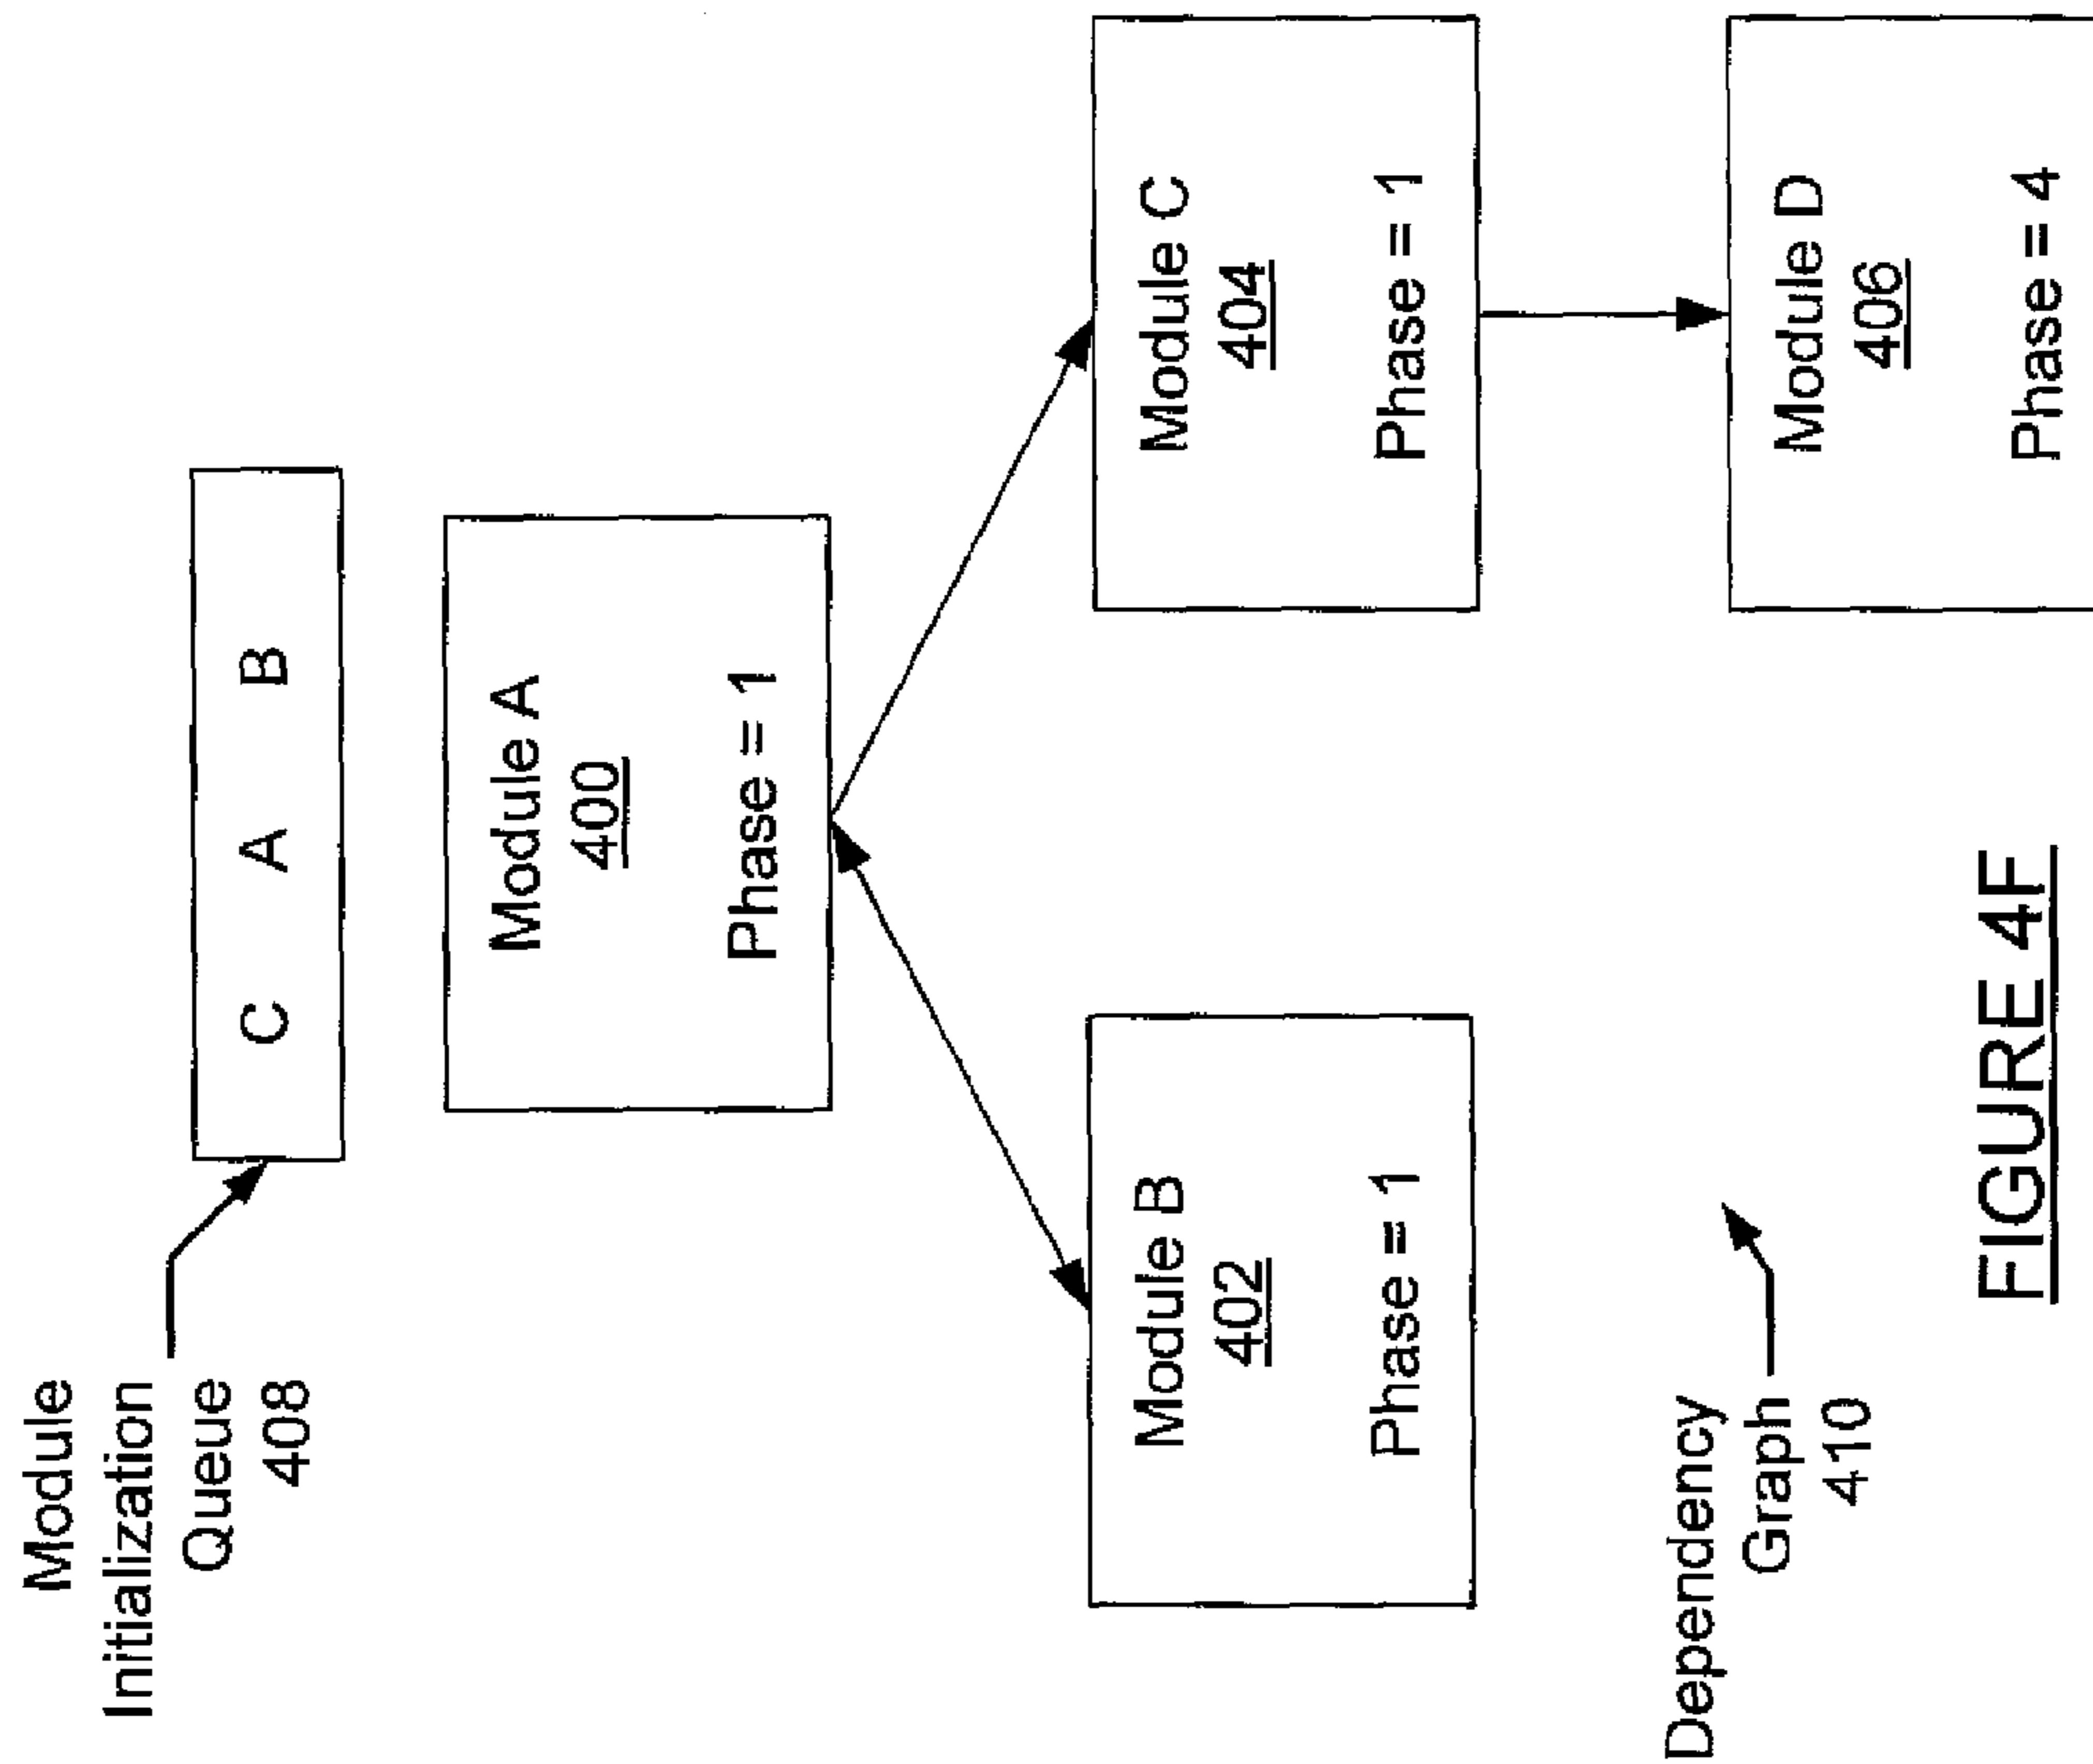 Module
Initialization
Queue
408
C A B
Module A
400
Phase = 1
Module B
402
Phase = 1
Module C
404
Phase = 1
Module D
406
Phase = 4
Dependency
Graph
410
FIGURE 4F